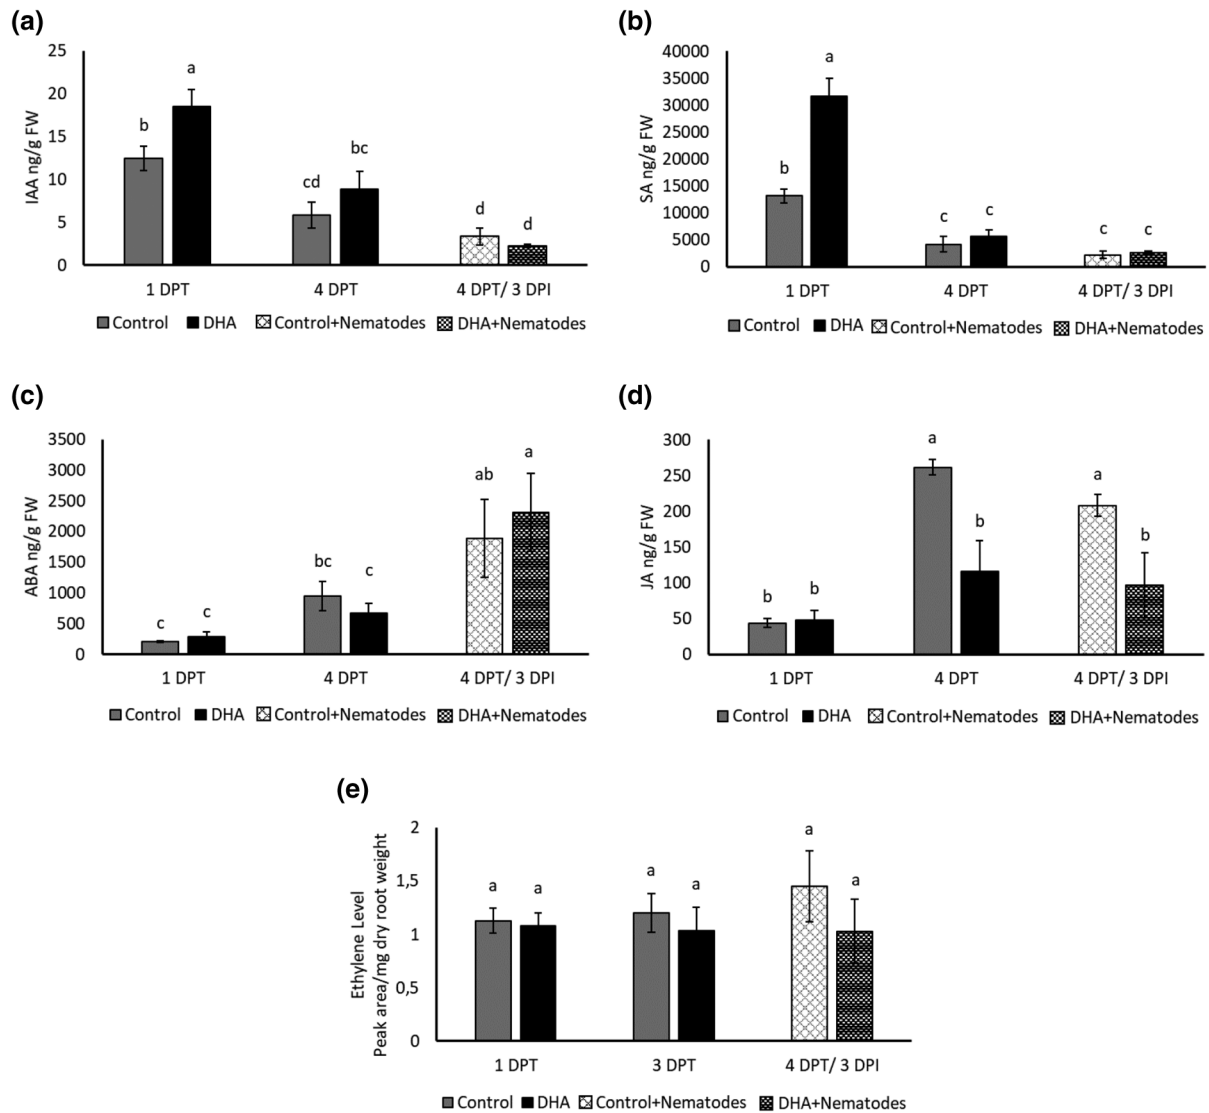 (a)
25
20
15
10
5
0
IAA ng/g FW
b
a
cd
bc
d
d
1 DPT
4 DPT
4 DPT/ 3 DPI
Control DHA Control+Nematodes DHA+Nematodes
(b)
40000
35000
30000
25000
20000
15000
10000
5000
0
SA ng/g FW
b
a
c
c
c
c
1 DPT
4 DPT
4 DPT/ 3 DPI
Control DHA Control+Nematodes DHA+Nematodes
(c)
3500
3000
2500
2000
1500
1000
500
0
ABA ng/g FW
c
c
bc
c
ab
a
1 DPT
4 DPT
4 DPT/ 3 DPI
Control DHA Control+Nematodes DHA+Nematodes
(d)
300
250
200
150
100
50
0
JA ng/g FW
b
b
a
b
a
b
1 DPT
4 DPT
4 DPT/ 3 DPI
Control DHA Control+Nematodes DHA+Nematodes
(e)
2
1,5
1
0,5
0
Ethylene Level
Peak area/mg dry root weight
a
a
a
a
a
a
1 DPT
3 DPT
4 DPT/ 3 DPI
Control DHA Control+Nematodes DHA+Nematodes